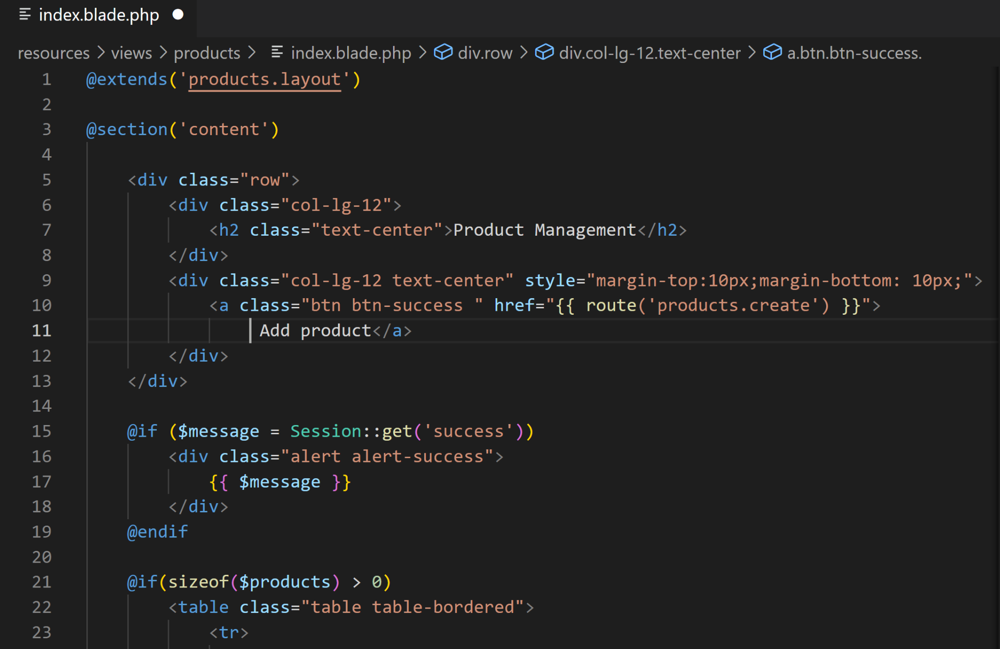 index.blade.php
resources > views > products > index.blade.php > div.row > div.col-lg-12.text-center > a.btn.btn-success.
1 @extends('products.layout')
2
3 @section('content')
4
5 <div class="row">
6 <div class="col-lg-12">
7 <h2 class="text-center">Product Management</h2>
8 </div>
9 <div class="col-lg-12 text-center" style="margin-top:10px;margin-bottom: 10px;">
10 <a class="btn btn-success " href="{{ route('products.create') }}">
11 Add product</a>
12 </div>
13 </div>
14
15 @if ($message = Session::get('success'))
16 <div class="alert alert-success">
17 {{ $message }}
18 </div>
19 @endif
20
21 @if(sizeof($products) > 0)
22 <table class="table table-bordered">
23 <tr>